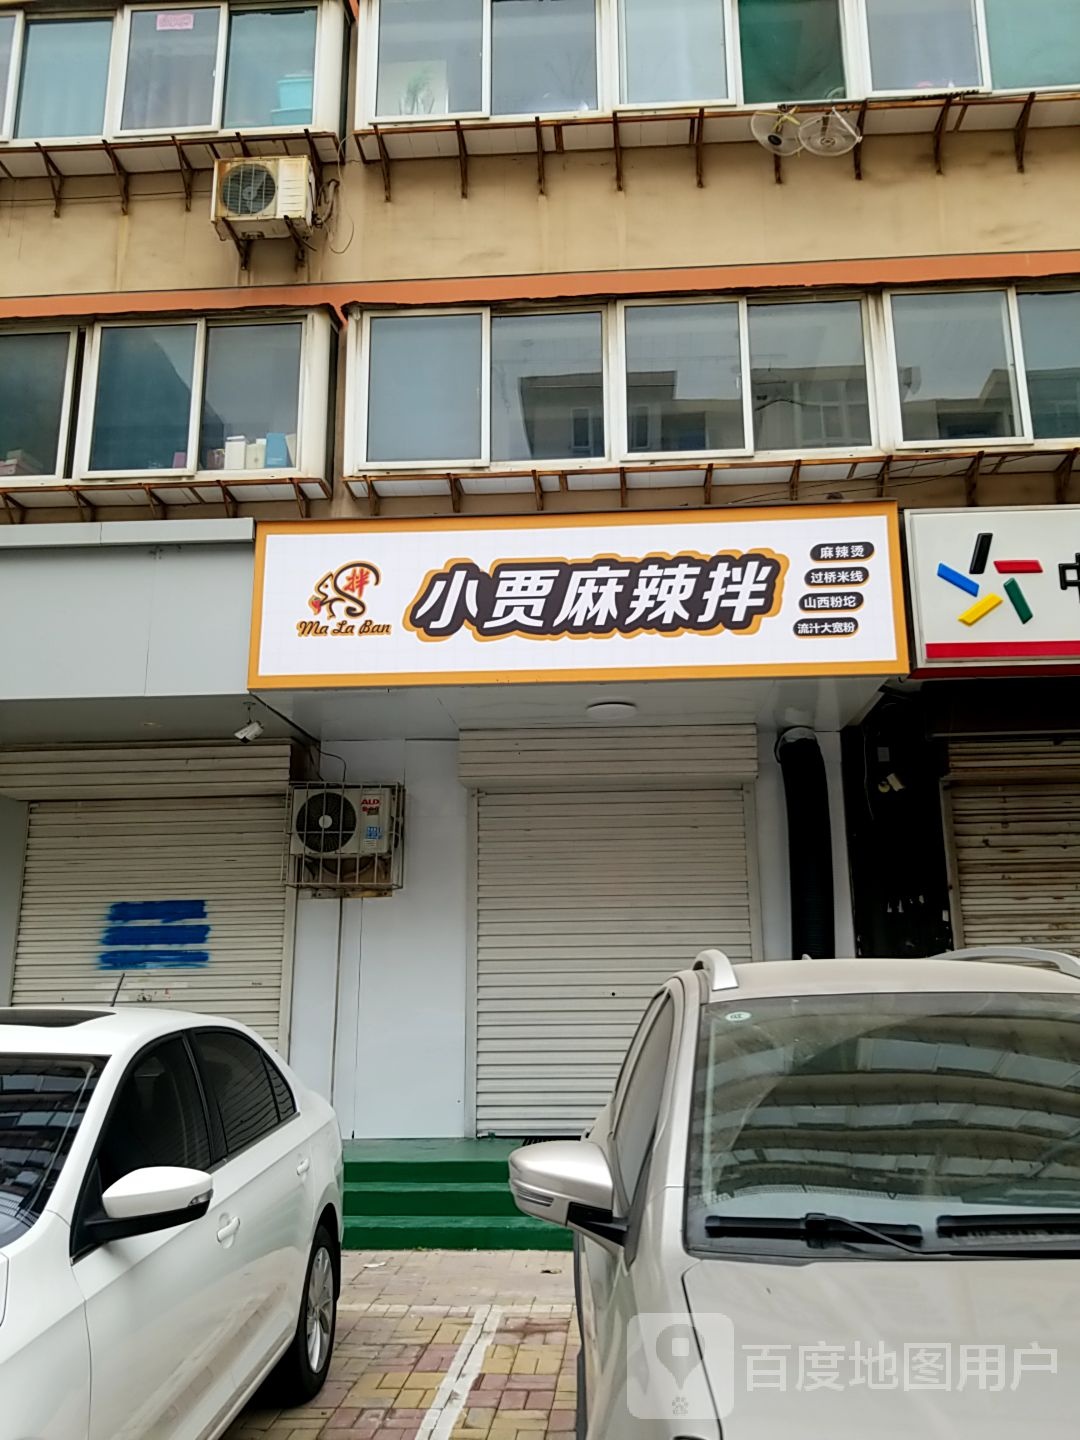 拌
Ma La Ban
小贾麻辣拌
麻辣烫
过桥米线
山西粉坨
流汁大宽粉
中
ALD
百度地图用户